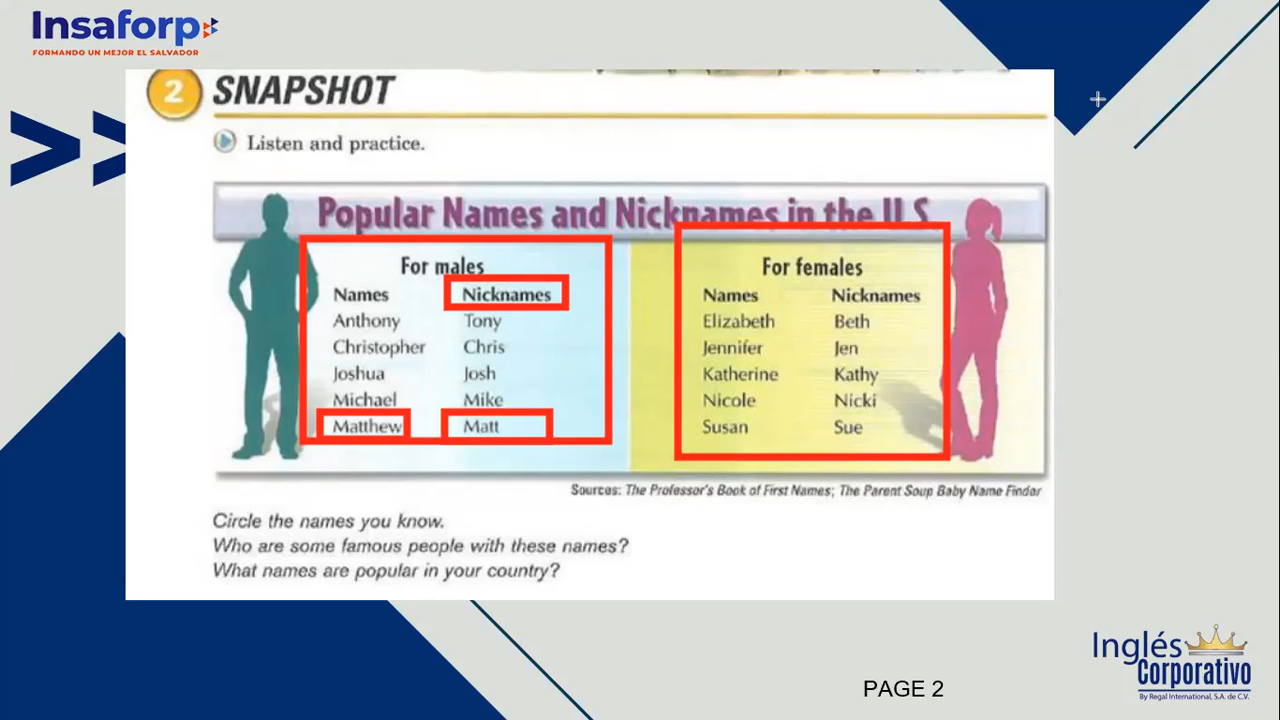 Insaforp
FORMANDO UN MEJOR EL SALVADOR
2 SNAPSHOT
Listen and practice.
Popular Names and Nicknames in the U.S.
For males
Names Nicknames
Anthony Tony
Christopher Chris
Joshua Josh
Michael Mike
Matthew Matt
For females
Names Nicknames
Elizabeth Beth
Jennifer Jen
Katherine Kathy
Nicole Nicki
Susan Sue
Sources: The Professor's Book of First Names; The Parent Soup Baby Name Finder
Circle the names you know.
Who are some famous people with these names?
What names are popular in your country?
Inglés
Corporativo
By Regal International, S.A. de C.V.
PAGE 2